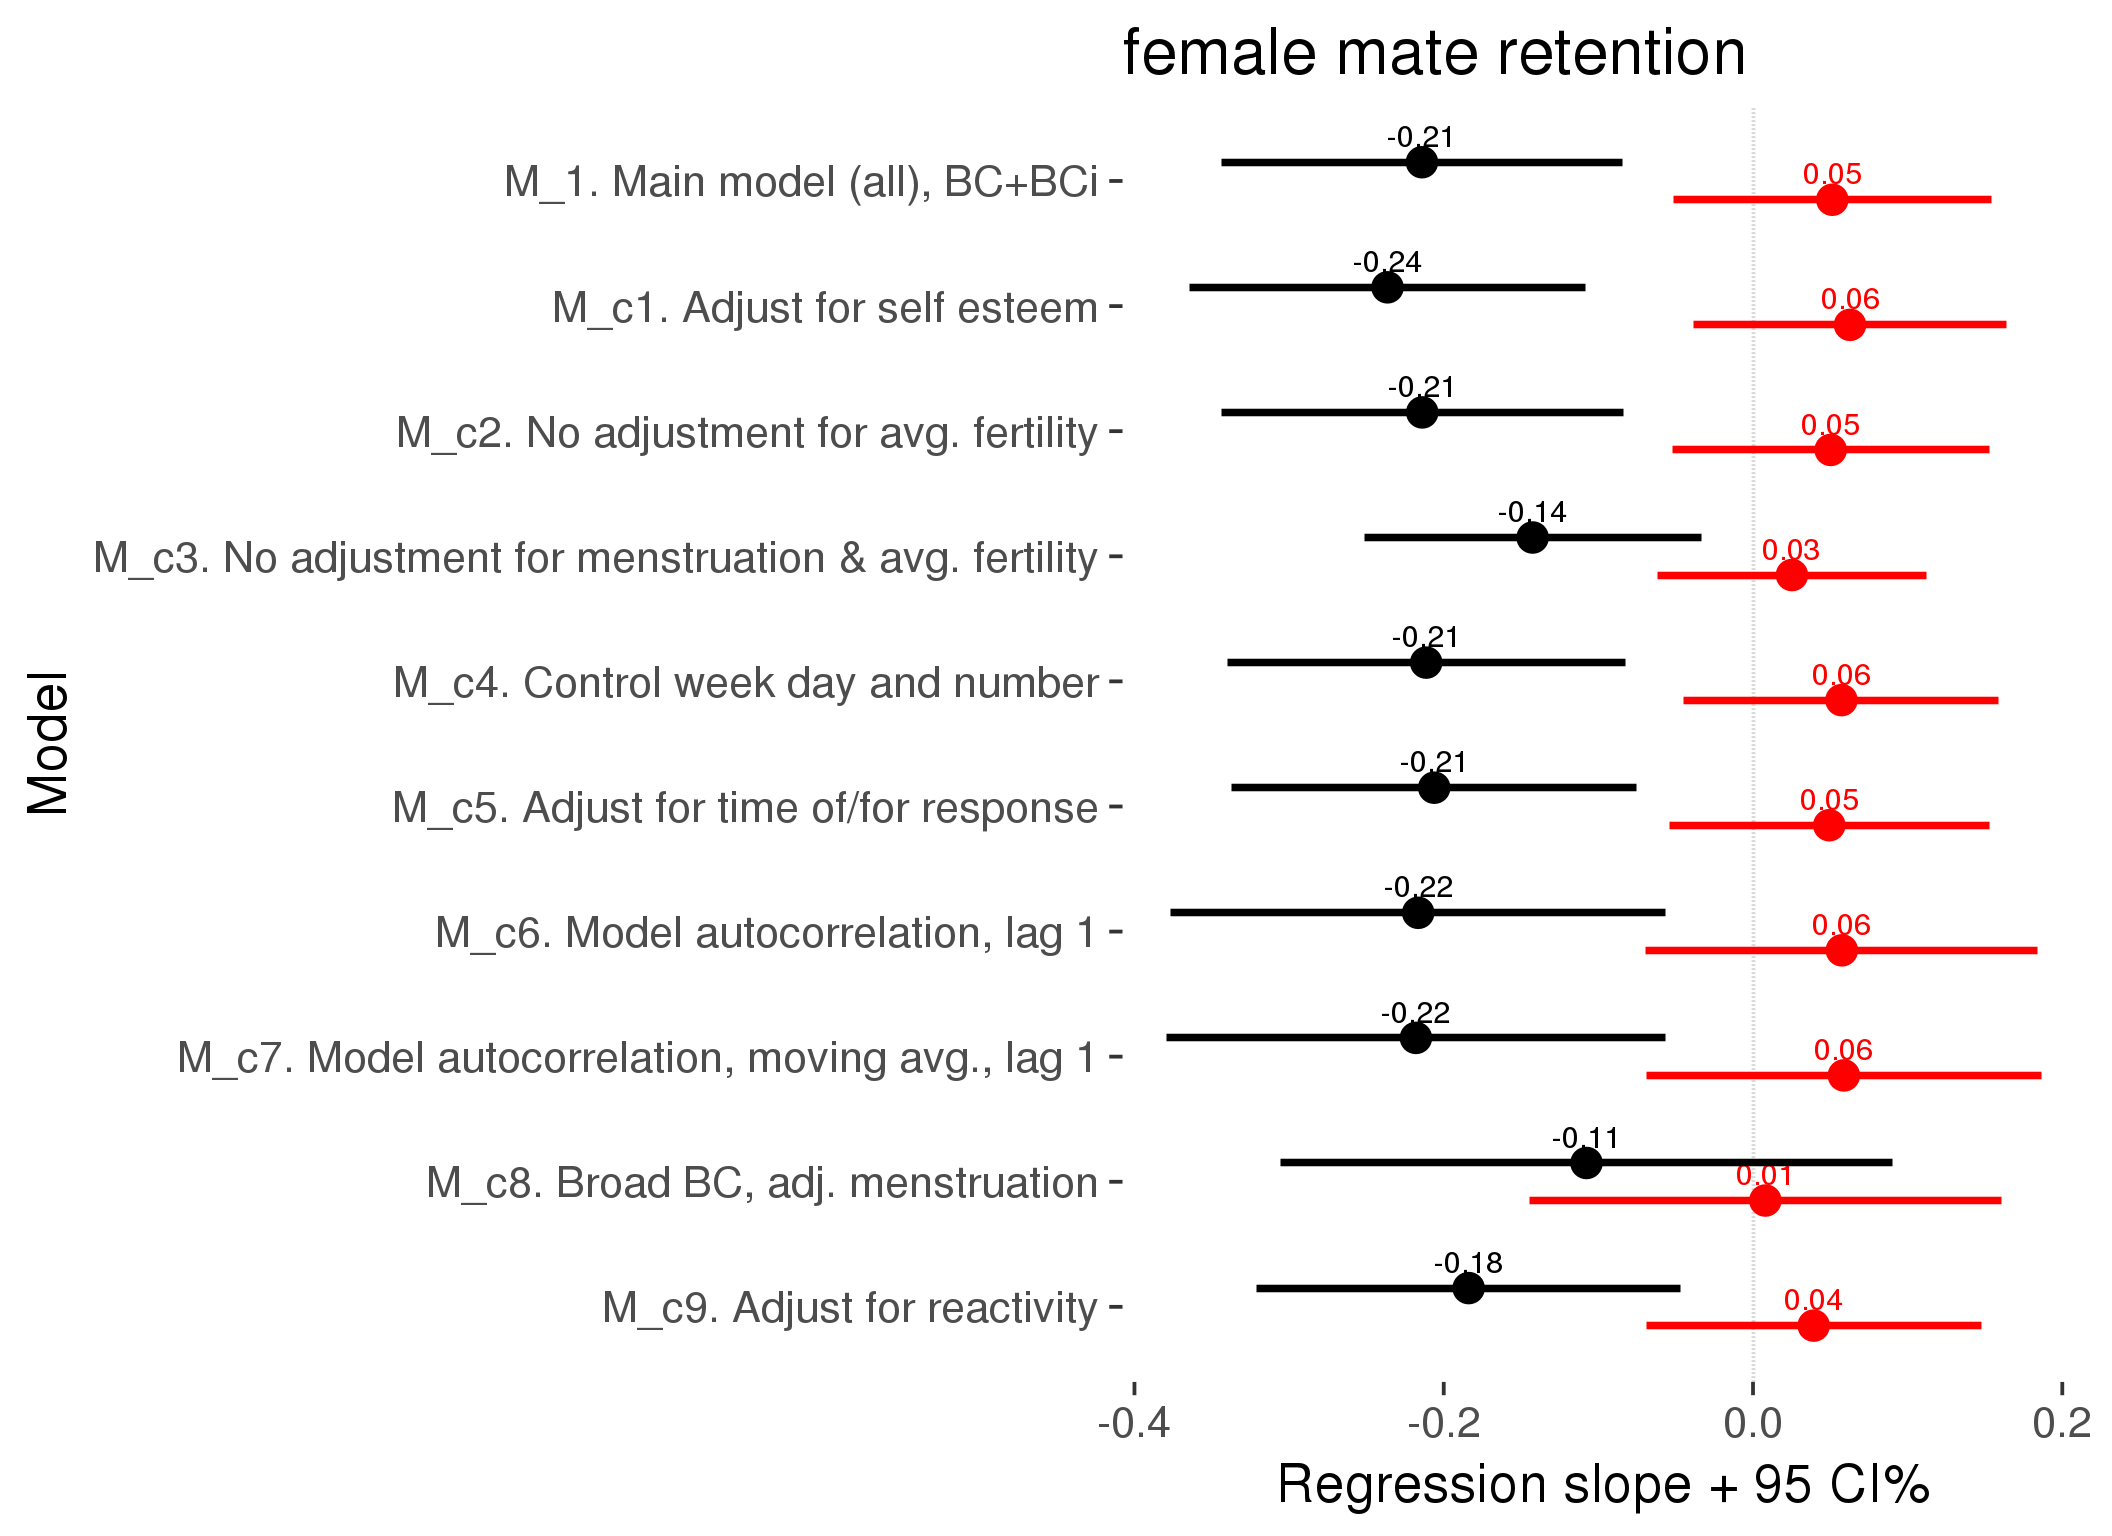 female mate retention
M_1. Main model (all), BC+BCi
-0.21
0.05
M_c1. Adjust for self esteem
-0.24
0.06
M_c2. No adjustment for avg. fertility
-0.21
0.05
M_c3. No adjustment for menstruation & avg. fertility
-0.14
0.03
M_c4. Control week day and number
-0.21
0.06
M_c5. Adjust for time of/for response
-0.21
0.05
M_c6. Model autocorrelation, lag 1
-0.22
0.06
M_c7. Model autocorrelation, moving avg., lag 1
-0.22
0.06
M_c8. Broad BC, adj. menstruation
-0.11
0.01
M_c9. Adjust for reactivity
-0.18
0.04
Model
-0.4 -0.2 0.0 0.2
Regression slope + 95 CI%